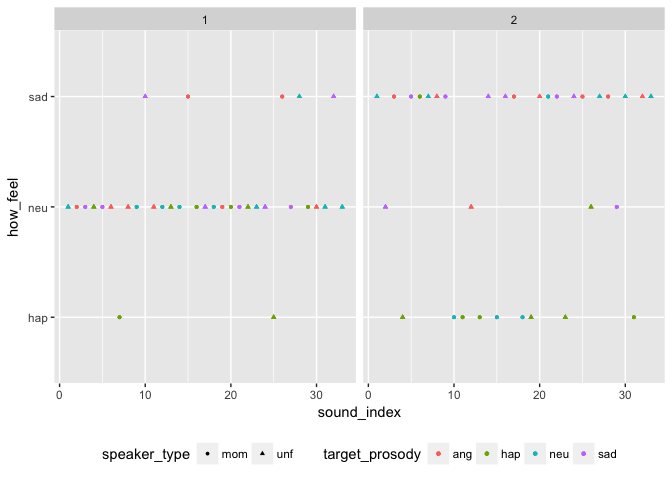 1 2
how_feel
sad
neu
hap
0 10 20 30 0 10 20 30
sound_index
speaker_type mom unf target_prosody ang hap neu sad